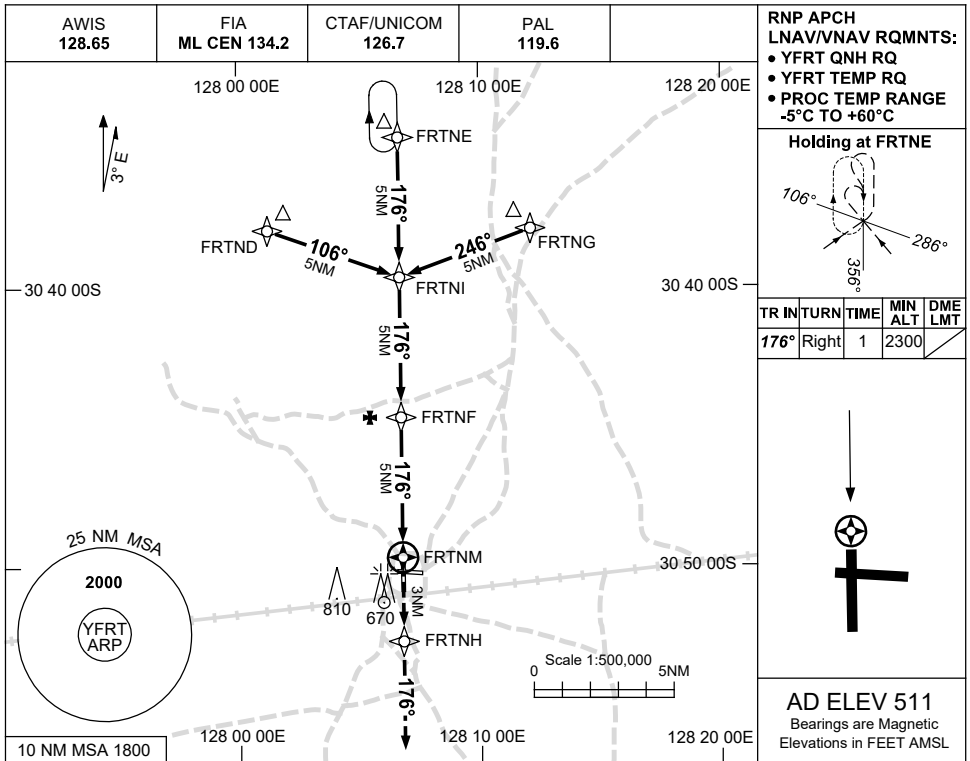 AWIS
128.65
FIA
ML CEN 134.2
CTAF/UNICOM
126.7
PAL
119.6
RNP APCH
LNAV/VNAV RQMNTS:
• YFRT QNH RQ
• YFRT TEMP RQ
• PROC TEMP RANGE
-5°C TO +60°C
128 00 00E
128 10 00E
128 20 00E
3° E
FRTNE
176°
5NM
FRTND
106°
5NM
FRTNG
246°
5NM
FRTNI
30 40 00S
30 40 00S
176°
5NM
FRTNF
176°
5NM
FRTNM
30 50 00S
810
670
3NM
FRTNH
176°
25 NM MSA
2000
YFRT
ARP
Scale 1:500,000
0
5NM
128 00 00E
128 10 00E
128 20 00E
10 NM MSA 1800
Holding at FRTNE
106°
286°
356°
TR IN
TURN
TIME
MIN
ALT
DME
LMT
176°
Right
1
2300
AD ELEV 511
Bearings are Magnetic
Elevations in FEET AMSL